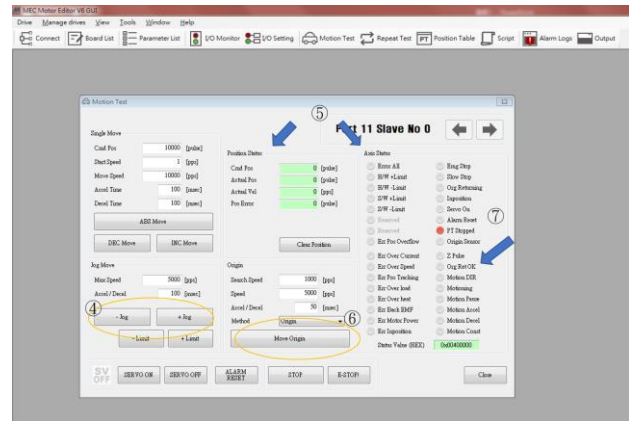 MEC Motor Editor V6 GUI
Drive Manage drives View Tools Window Help
Connect Board List Parameter List I/O Monitor I/O Setting Motion Test Repeat Test PT Position Table Script Alarm Logs Output
Motion Test
⑤
Port 11 Slave No 0
Single Move
Cmd Pos 10000 [pulse]
Start Speed 1 [pps]
Move Speed 10000 [pps]
Accel Time 100 [msec]
Decel Time 100 [msec]
ABS Move
DEC Move INC Move
Position Status
Cmd Pos 0 [pulse]
Actual Pos 0 [pulse]
Actual Vel 0 [pps]
Pos Error 0 [pulse]
Clear Position
Axis Status
Error All
H/W +Limit
H/W -Limit
S/W +Limit
S/W -Limit
Reserved
Reserved
Err Pos Overflow
Err Over Current
Err Over Speed
Err Pos Tracking
Err Over load
Err Over heat
Err Back EMF
Err Motor Power
Err Inposition
Emg Stop
Slow Stop
Org Returning
Inposition
Servo On
Alarm Reset
PT Stopped
Origin Sensor
Z Pulse
Org Ret OK
Motion DIR
Motioning
Motion Pause
Motion Accel
Motion Decel
Motion Const
⑦
Status Value (HEX) 0x00400000
Jog Move
Max Speed 5000 [pps]
Accel / Decel 100 [msec]
④
- Jog + Jog
- Limit + Limit
Origin
Search Speed 1000 [pps]
Speed 5000 [pps]
Accel / Decel 50 [msec]
Method Origin
⑥
Move Origin
SV OFF SERVO ON SERVO OFF ALARM RESET STOP E-STOP! Close